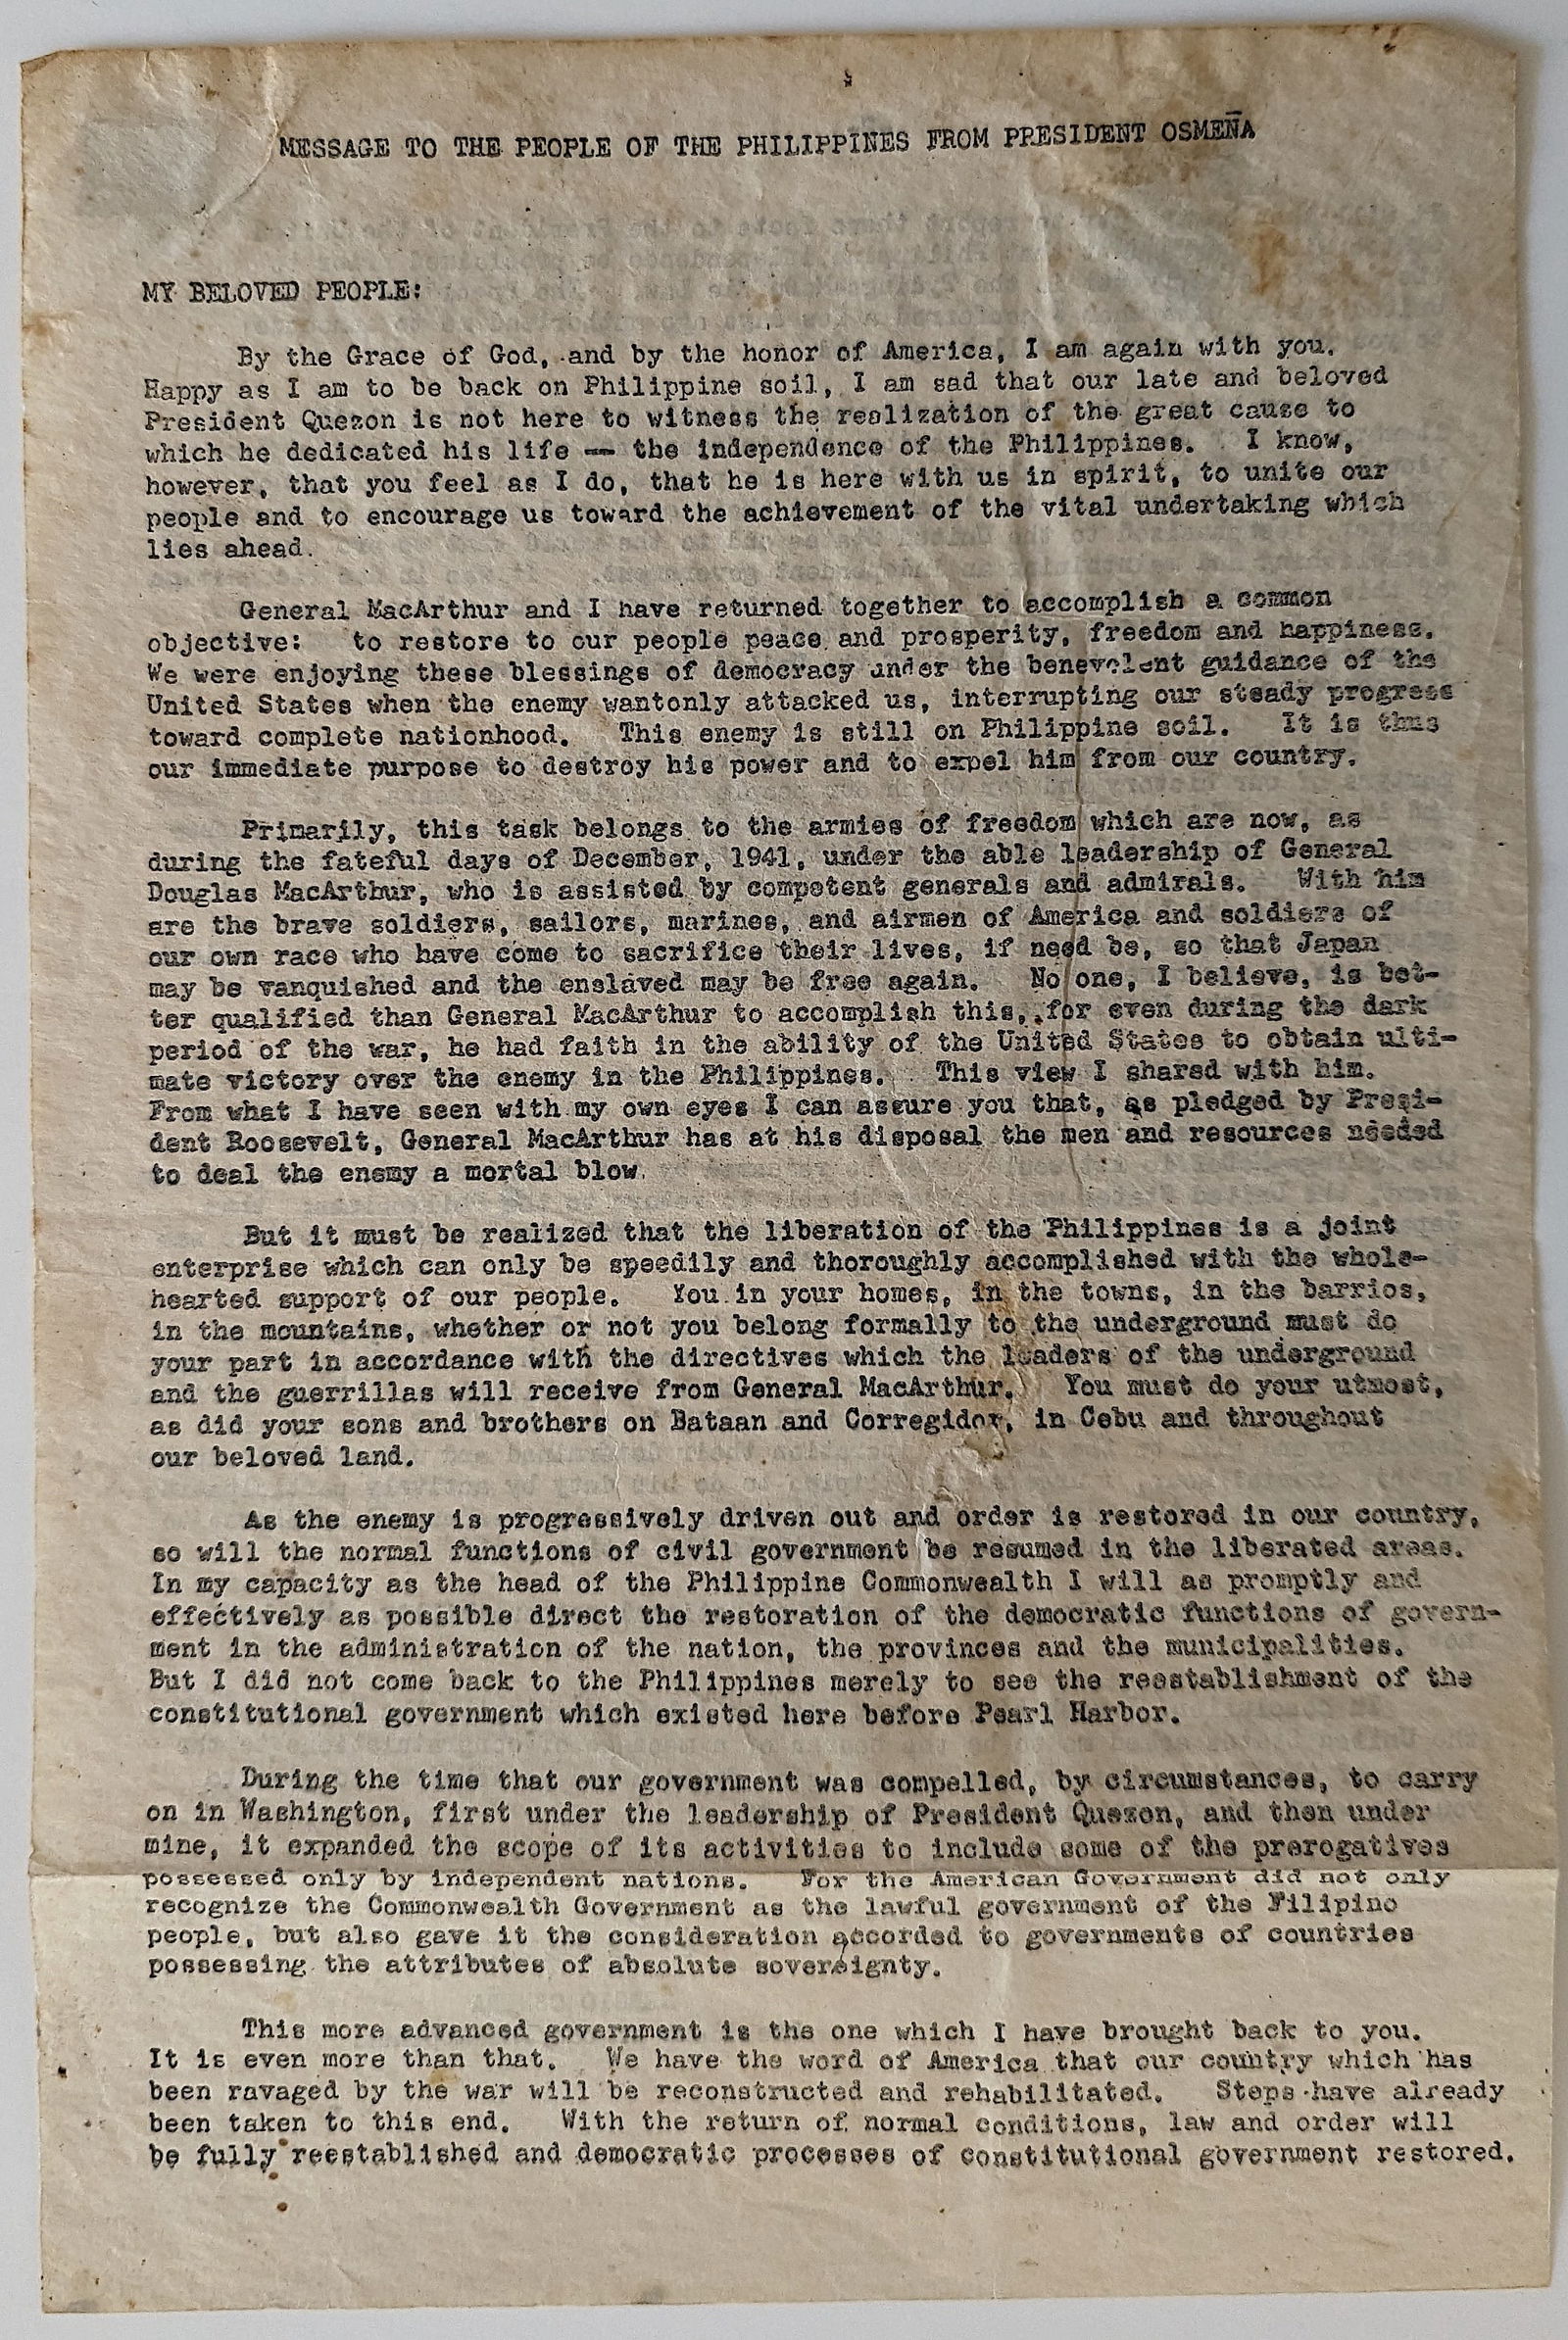 MESSAGE TO THE PEOPLE OF THE PHILIPPINES FROM PRESIDENT OSMEÑA
MY BELOVED PEOPLE:
By the Grace of God, and by the honor of America, I am again with you.
Happy as I am to be back on Philippine soil, I am sad that our late and beloved
President Quezon is not here to witness the realization of the great cause to
which he dedicated his life -- the independence of the Philippines. I know,
however, that you feel as I do, that he is here with us in spirit, to unite our
people and to encourage us toward the achievement of the vital undertaking which
lies ahead.
General MacArthur and I have returned together to accomplish a common
objective: to restore to our people peace and prosperity, freedom and happiness.
We were enjoying these blessings of democracy under the benevolent guidance of the
United States when the enemy wantonly attacked us, interrupting our steady progress
toward complete nationhood. This enemy is still on Philippine soil. It is thus
our immediate purpose to destroy his power and to expel him from our country.
Primarily, this task belongs to the armies of freedom which are now, as
during the fateful days of December, 1941, under the able leadership of General
Douglas MacArthur, who is assisted by competent generals and admirals. With him
are the brave soldiers, sailors, marines, and airmen of America and soldiers of
our own race who have come to sacrifice their lives, if need be, so that Japan
may be vanquished and the enslaved may be free again. No one, I believe, is bet-
ter qualified than General MacArthur to accomplish this, for even during the dark
period of the war, he had faith in the ability of the United States to obtain ulti-
mate victory over the enemy in the Philippines. This view I shared with him.
From what I have seen with my own eyes I can assure you that, as pledged by Presi-
dent Roosevelt, General MacArthur has at his disposal the men and resources needed
to deal the enemy a mortal blow.
But it must be realized that the liberation of the Philippines is a joint
enterprise which can only be speedily and thoroughly accomplished with the whole-
hearted support of our people. You in your homes, in the towns, in the barrios,
in the mountains, whether or not you belong formally to the underground must do
your part in accordance with the directives which the leaders of the underground
and the guerrillas will receive from General MacArthur. You must do your utmost,
as did your sons and brothers on Bataan and Corregidor, in Cebu and throughout
our beloved land.
As the enemy is progressively driven out and order is restored in our country,
so will the normal functions of civil government be resumed in the liberated areas.
In my capacity as the head of the Philippine Commonwealth I will as promptly and
effectively as possible direct the restoration of the democratic functions of govern-
ment in the administration of the nation, the provinces and the municipalities.
But I did not come back to the Philippines merely to see the reestablishment of the
constitutional government which existed here before Pearl Harbor.
During the time that our government was compelled, by circumstances, to carry
on in Washington, first under the leadership of President Quezon, and then under
mine, it expanded the scope of its activities to include some of the prerogatives
possessed only by independent nations. For the American Government did not only
recognize the Commonwealth Government as the lawful government of the Filipino
people, but also gave it the consideration accorded to governments of countries
possessing the attributes of absolute sovereignty.
This more advanced government is the one which I have brought back to you.
It is even more than that. We have the word of America that our country which has
been ravaged by the war will be reconstructed and rehabilitated. Steps have already
been taken to this end. With the return of normal conditions, law and order will
be fully reestablished and democratic processes of constitutional government restored.